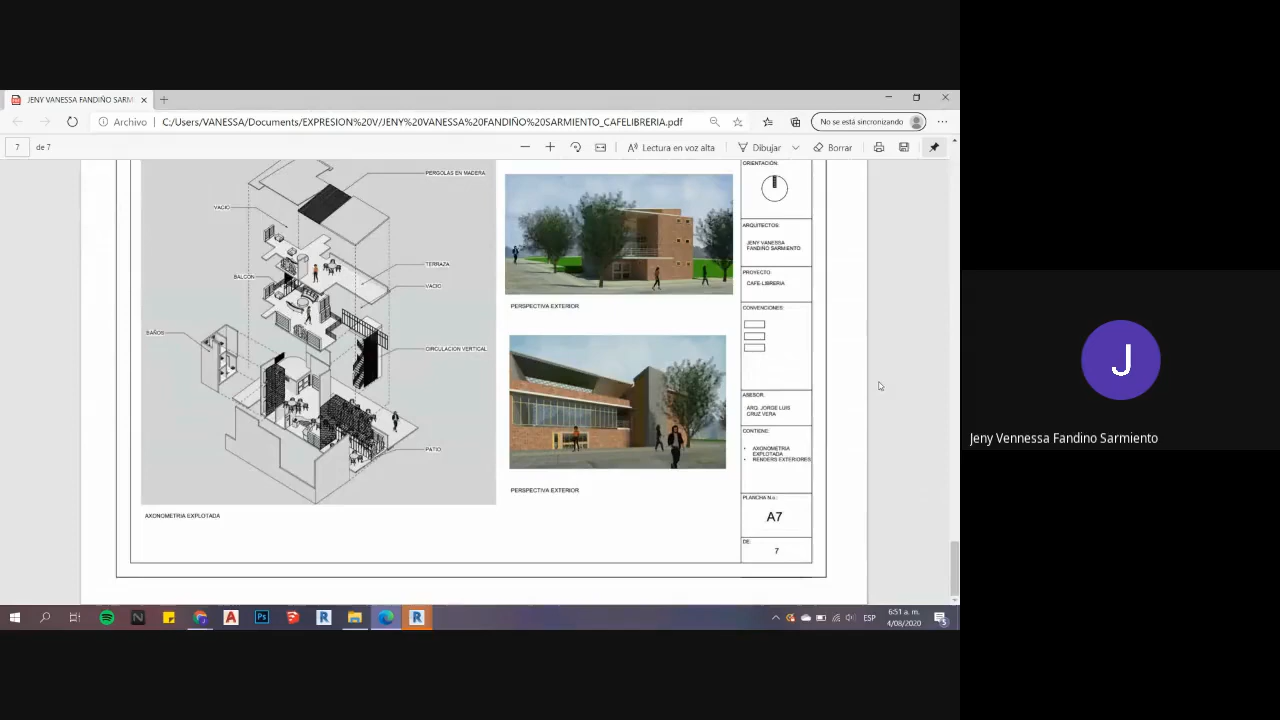 JENY VANESSA FANDIÑO SARM
Archivo
C:/Users/VANESSA/Documents/EXPRESION%20V/JENY%20VANESSA%20FANDIÑO%20SARMIENTO_CAFELIBRERIA.pdf
No se está sincronizando
7 de 7
Lectura en voz alta
Dibujar
Borrar
PERGOLAS EN MADERA
VACIO
TERRAZA
BALCON
VACIO
BAÑOS
CIRCULACION VERTICAL
PATIO
AXONOMETRIA EXPLOTADA
PERSPECTIVA EXTERIOR
PERSPECTIVA EXTERIOR
ORIENTACIÓN:
ARQUITECTOS:
JENY VANESSA
FANDIÑO SARMIENTO
PROYECTO:
CAFE-LIBRERIA
CONVENCIONES:
ASESOR:
ARQ. JORGE LUIS
CRUZ VERA
CONTIENE:
• AXONOMETRIA
EXPLOTADA
• RENDERS EXTERIORES
PLANCHA N.o.:
A7
DE:
7
J
Jeny Vennessa Fandino Sarmiento
ESP
6:51 a. m.
4/08/2020
5